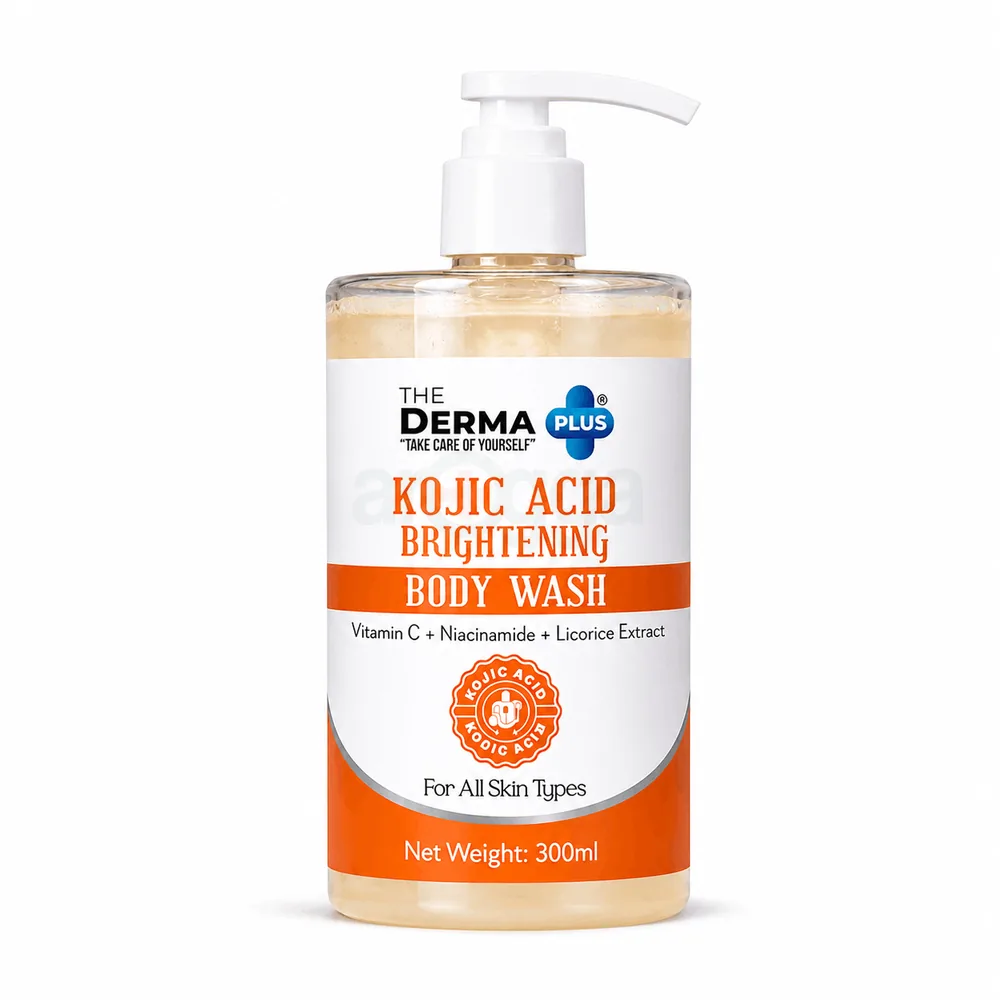 THE
DERMA
PLUS
®
"TAKE CARE OF YOURSELF"
KOJIC ACID
BRIGHTENING
BODY WASH
Vitamin C + Niacinamide + Licorice Extract
KOJIC ACID
KODIC ACID
For All Skin Types
Net Weight: 300ml